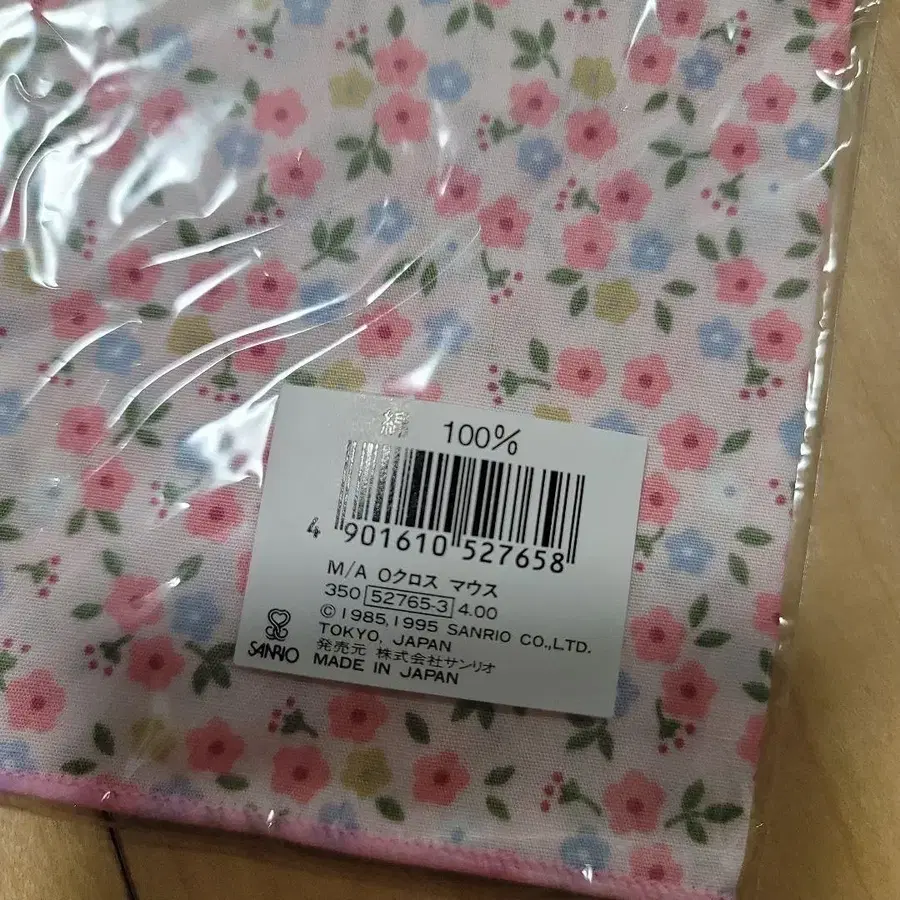 綿 100%
4 901610 527658
M/A Oクロス マウス
350 52765-3 4.00
©1985,1995 SANRIO CO.,LTD.
TOKYO, JAPAN
発売元 株式会社サンリオ
MADE IN JAPAN
SANRIO